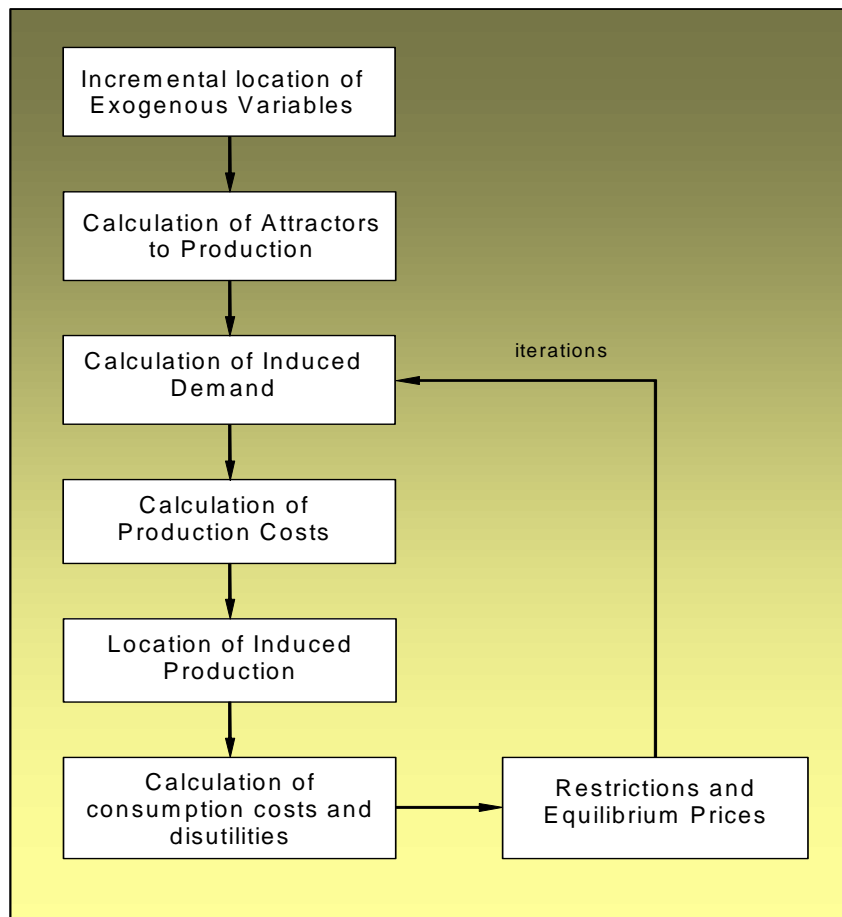 Incremental location of
Exogenous Variables
Calculation of Attractors
to Production
Calculation of Induced
Demand
iterations
Calculation of
Production Costs
Location of Induced
Production
Calculation of
consumption costs and
disutilities
Restrictions and
Equilibrium Prices